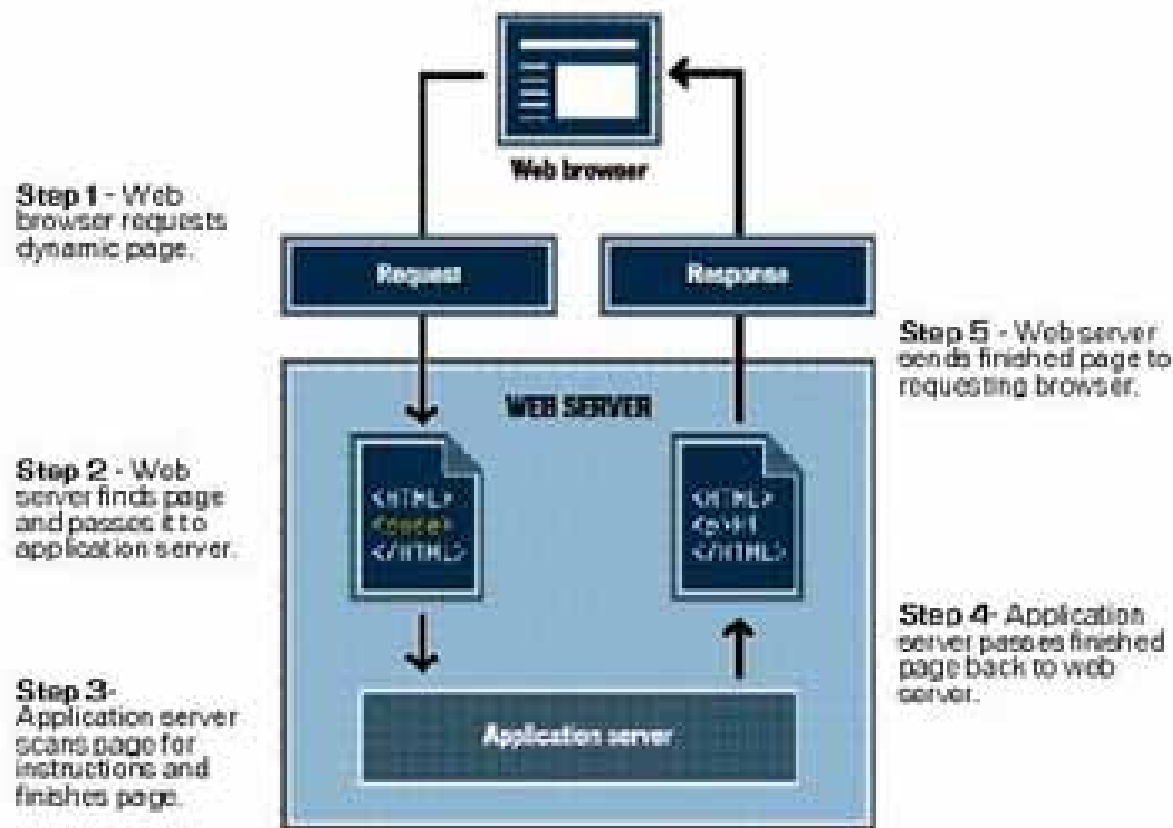 Web browser
Step 1 - Web
browser requests
dynamic page.
Request
Response
Step 5 - Web server
sends finished page to
requesting browser.
WEB SERVER
Step 2 - Web
server finds page
and passes it to
application server.
<HTML>
<code>
</HTML>
<HTML>
</HTML>
Step 4- Application
server passes finished
page back to web
server.
Step 3-
Application server
scans page for
instructions and
finishes page.
Application server